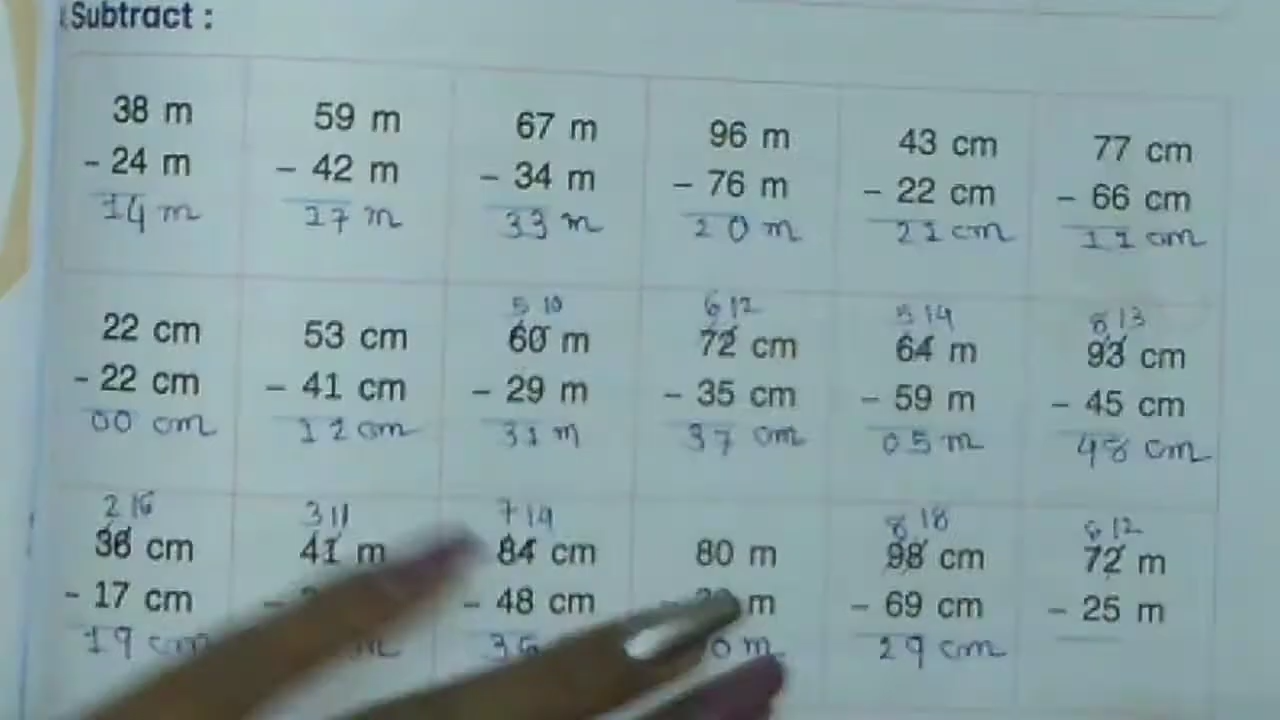 Subtract :
38 m 59 m 67 m 96 m 43 cm 77 cm
- 24 m - 42 m - 34 m - 76 m - 22 cm - 66 cm
14 m 17 m 33 m 20 m 21 cm 11 cm
5 10 6 12 5 14 8 13
22 cm 53 cm 60 m 72 cm 64 m 93 cm
- 22 cm - 41 cm - 29 m - 35 cm - 59 m - 45 cm
00 cm 12 cm 31 m 37 cm 05 m 48 cm
2 16 3 11 7 14 8 18 6 12
36 cm 41 m 84 cm 80 m 98 cm 72 m
- 17 cm - - 48 cm - m - 69 cm - 25 m
19 cm m 36 0 m 29 cm